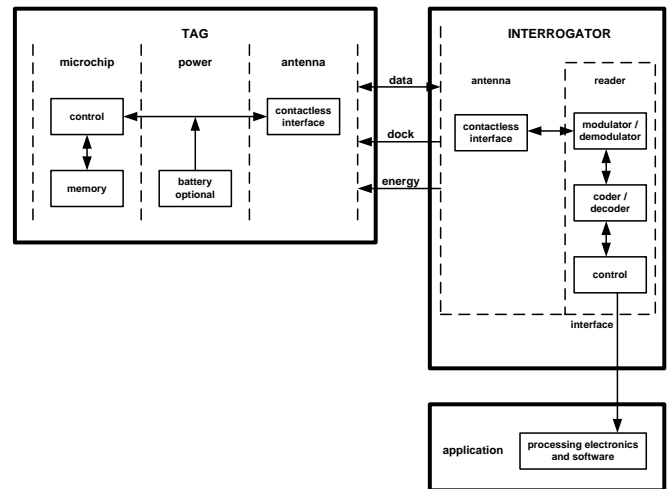 TAG
microchip
power
antenna
control
contactless
interface
memory
battery
optional
data
dock
energy
INTERROGATOR
antenna
reader
contactless
interface
modulator /
demodulator
coder /
decoder
control
interface
application
processing electronics
and software